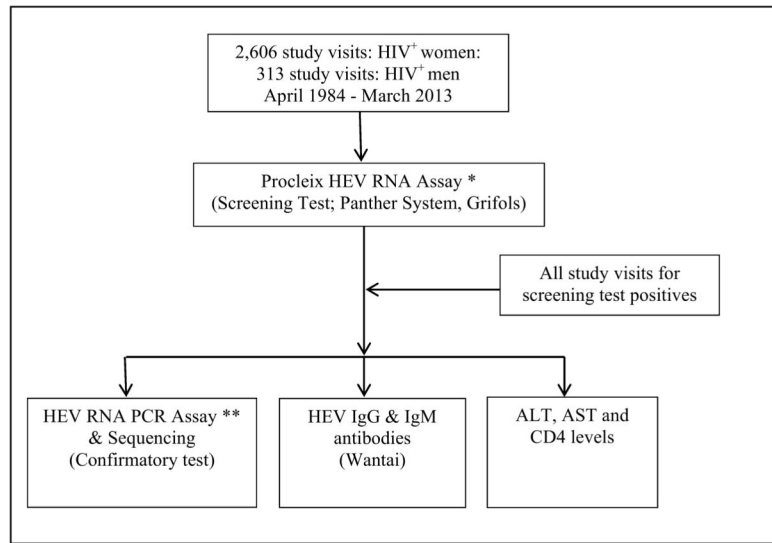 2,606 study visits: HIV⁺ women:
313 study visits: HIV⁺ men
April 1984 - March 2013
Procleix HEV RNA Assay *
(Screening Test; Panther System, Grifols)
All study visits for
screening test positives
HEV RNA PCR Assay **
& Sequencing
(Confirmatory test)
HEV IgG & IgM
antibodies
(Wantai)
ALT, AST and
CD4 levels